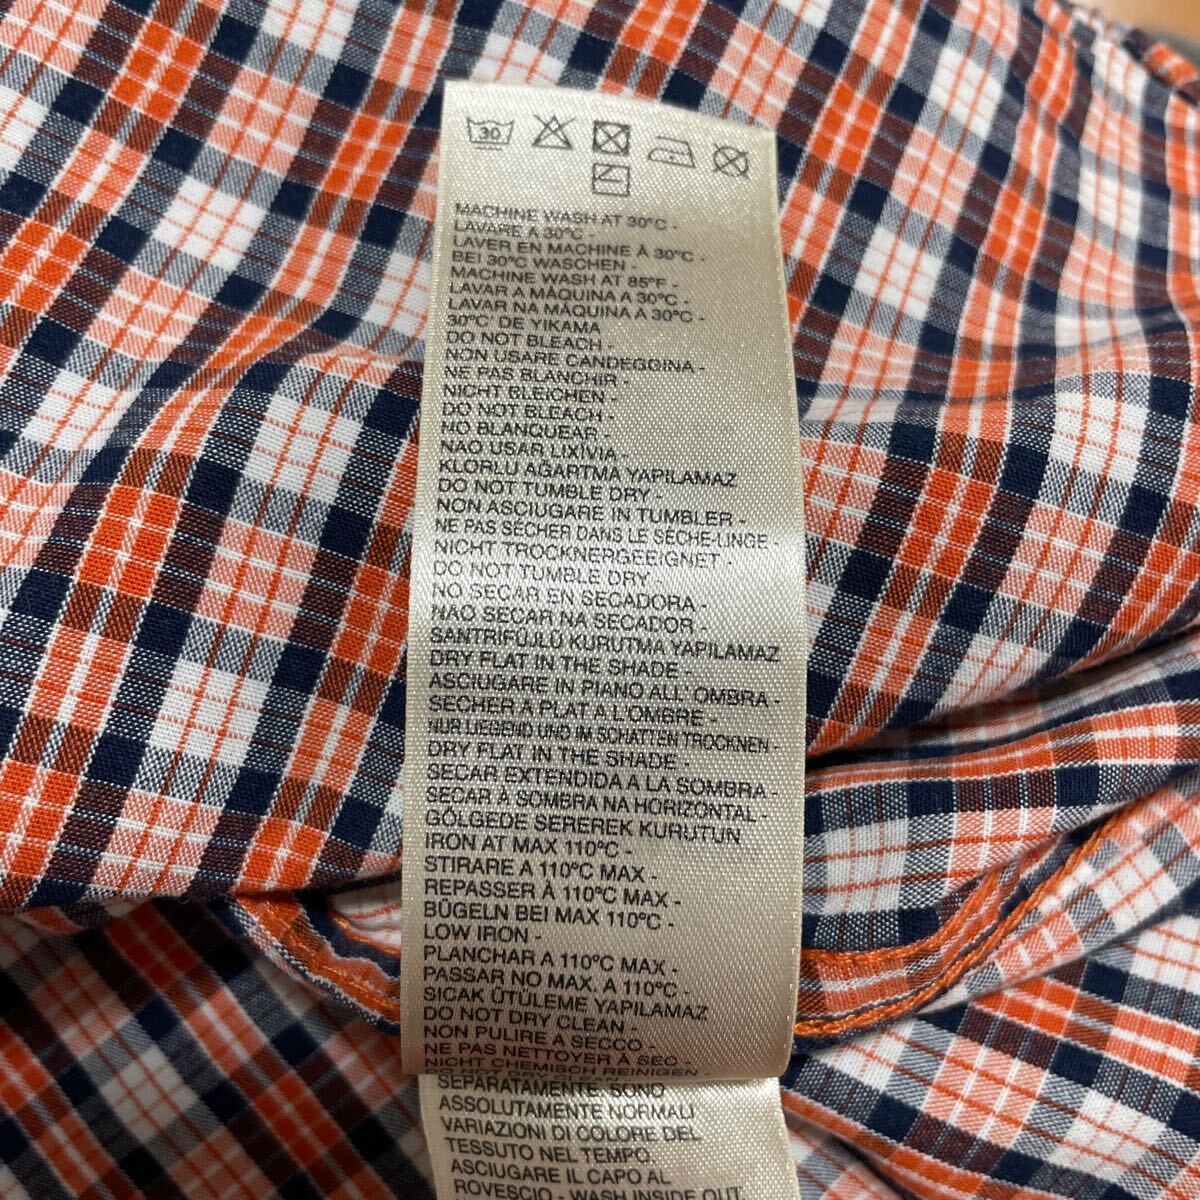 30
MACHINE WASH AT 30°C -
LAVARE A 30°C -
LAVER EN MACHINE À 30°C -
BEI 30°C WASCHEN -
MACHINE WASH AT 85°F -
LAVAR A MÁQUINA A 30°C -
LAVAR NA MÁQUINA A 30°C -
30°C' DE YIKAMA
DO NOT BLEACH -
NON USARE CANDEGGINA -
NE PAS BLANCHIR -
NICHT BLEICHEN -
DO NOT BLEACH -
NO BLANQUEAR -
NAO USAR LIXÍVIA -
KLORLU AĞARTMA YAPILAMAZ
DO NOT TUMBLE DRY -
NON ASCIUGARE IN TUMBLER -
NE PAS SÉCHER DANS LE SÈCHE-LINGE -
NICHT TROCKNERGEEIGNET -
DO NOT TUMBLE DRY -
NO SECAR EN SECADORA -
NAO SECAR NA SECADOR -
SANTRIFÜJLÜ KURUTMA YAPILAMAZ
DRY FLAT IN THE SHADE -
ASCIUGARE IN PIANO ALL' OMBRA -
SÉCHER A PLAT A L'OMBRE -
NUR LIEGEND UND IM SCHATTEN TROCKNEN -
DRY FLAT IN THE SHADE -
SECAR EXTENDIDA A LA SOMBRA -
SECAR À SOMBRA NA HORIZONTAL -
GÖLGEDE SEREREK KURUTUN
IRON AT MAX 110°C -
STIRARE A 110°C MAX -
REPASSER À 110°C MAX -
BÜGELN BEI MAX 110°C -
LOW IRON -
PLANCHAR A 110°C MAX -
PASSAR NO MAX. A 110°C -
SICAK ÜTÜLEME YAPILAMAZ
DO NOT DRY CLEAN -
NON PULIRE A SECCO -
NE PAS NETTOYER À SEC -
NICHT CHEMISCH REINIGEN -
SEPARATAMENTE. SONO
ASSOLUTAMENTE NORMALI
VARIAZIONI DI COLORE DEL
TESSUTO NEL TEMPO.
ASCIUGARE IL CAPO AL
ROVESCIO - WASH INSIDE OUT.